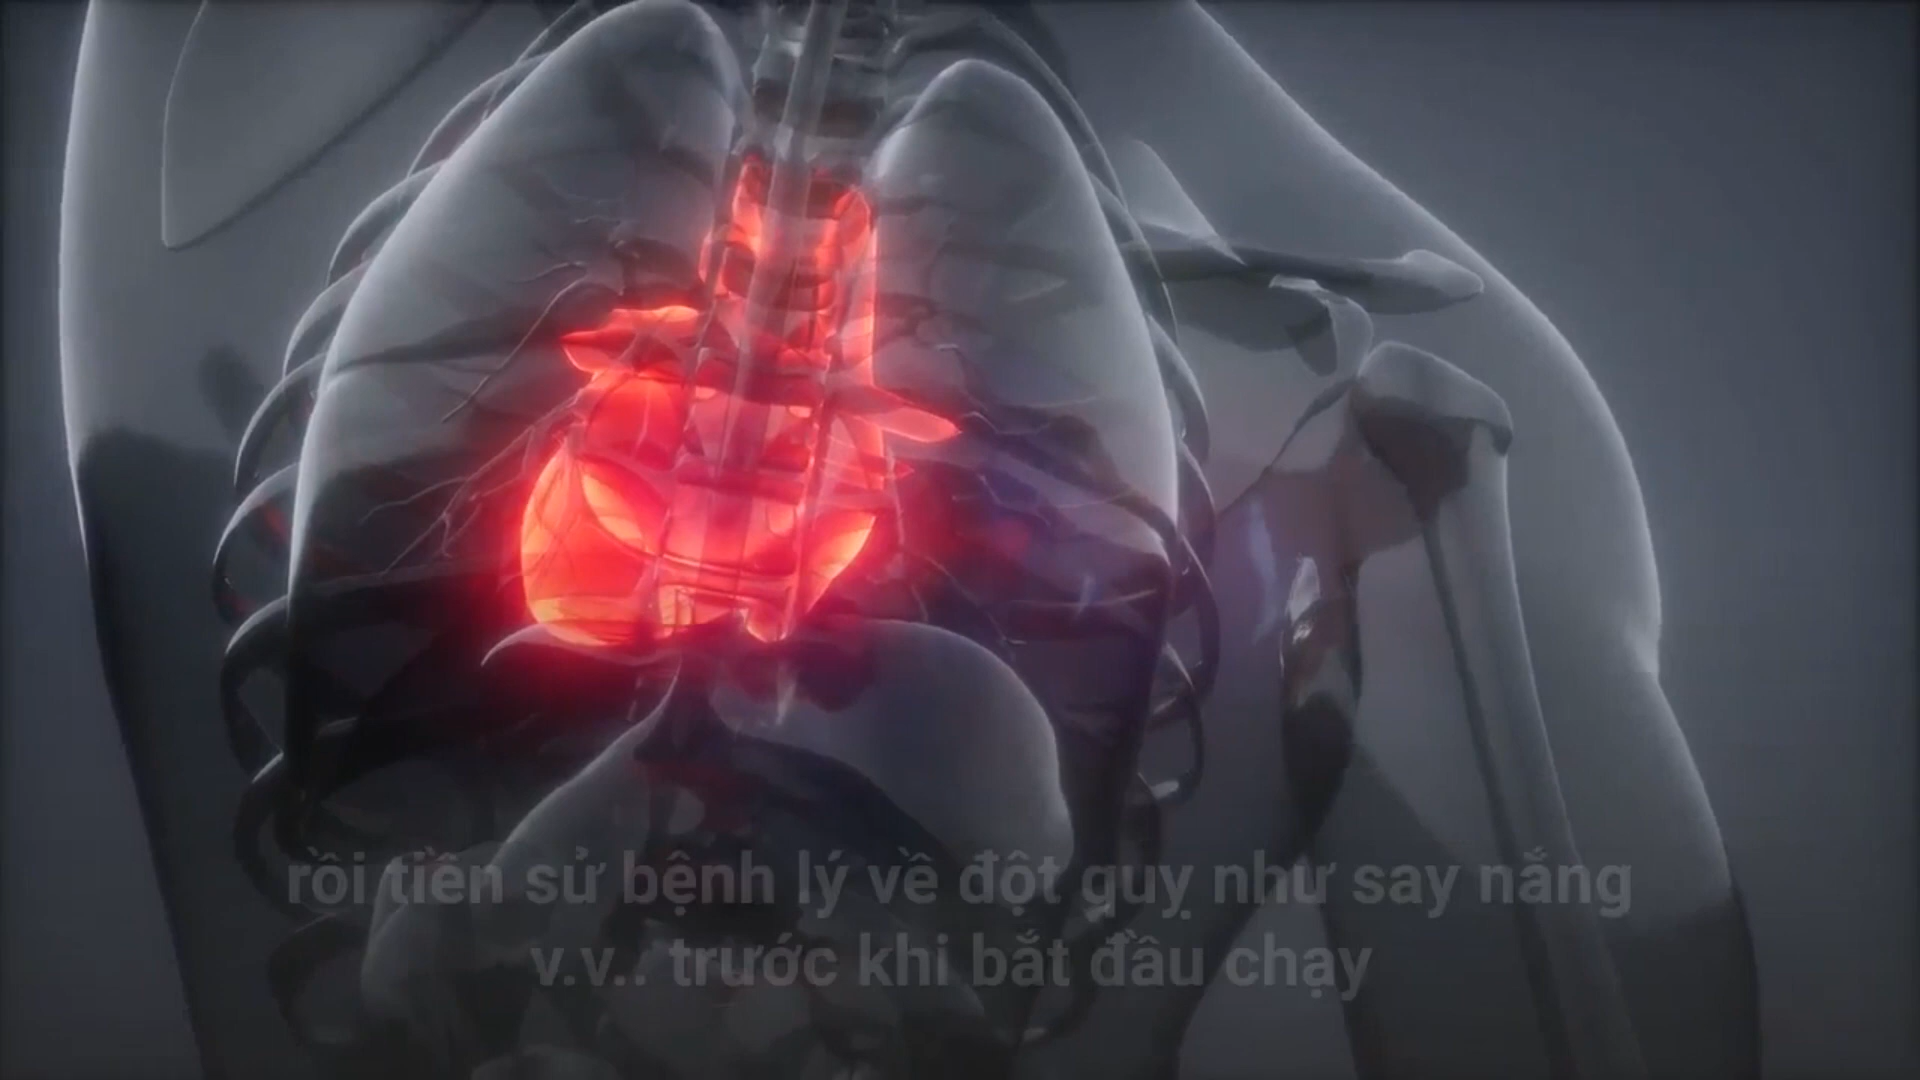 rồi tiền sử bệnh lý về đột quỵ như say nắng
v.v.. trước khi bắt đầu chạy